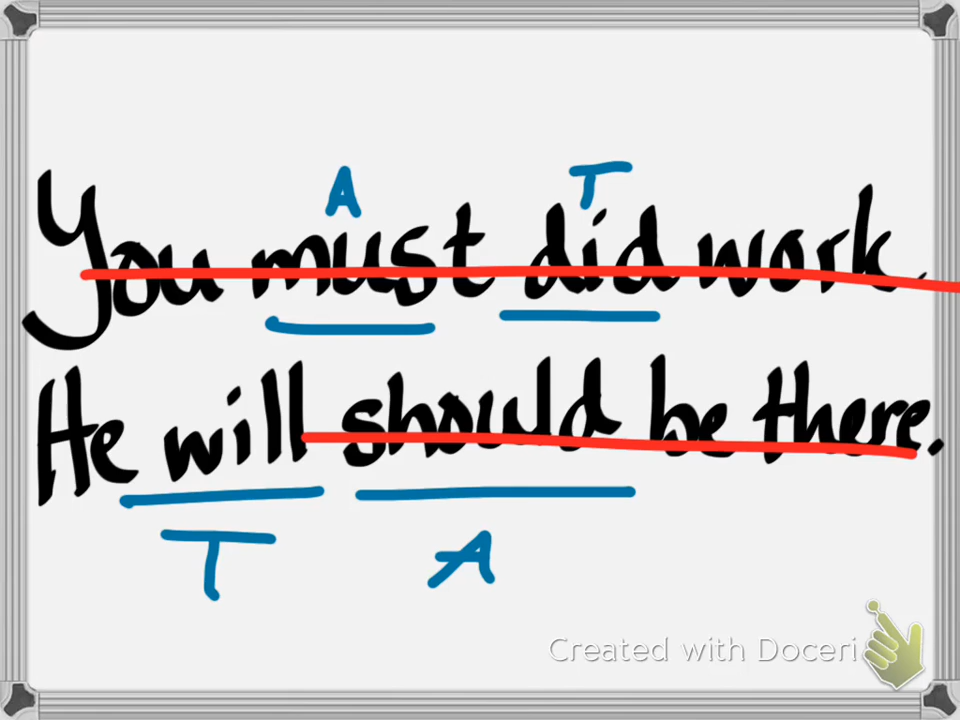 A T
You must did work.
He will should be there.
T A
Created with Doceri